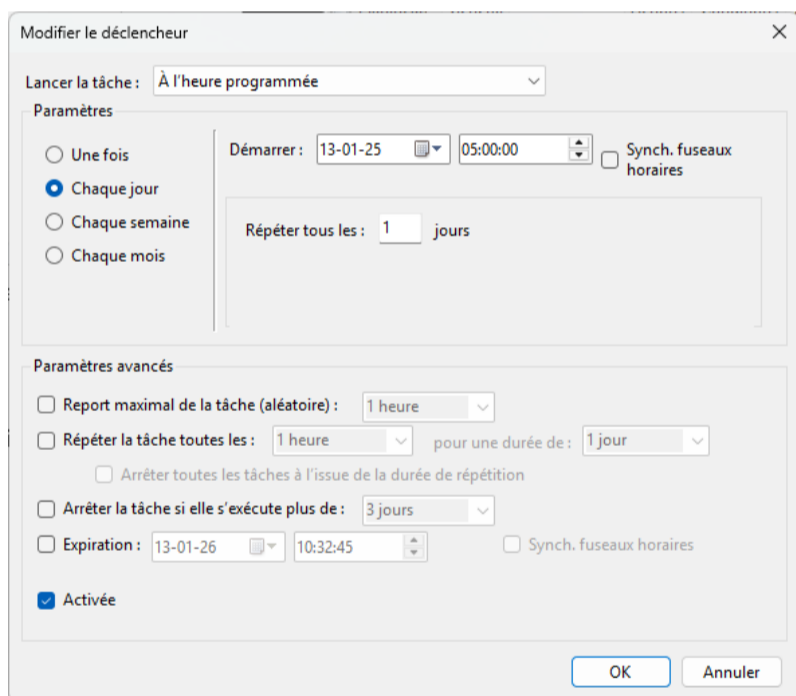 Modifier le déclencheur
Lancer la tâche : À l'heure programmée
Paramètres
Une fois
Chaque jour
Chaque semaine
Chaque mois
Démarrer : 13-01-25 05:00:00 Synch. fuseaux
horaires
Répéter tous les : 1 jours
Paramètres avancés
Report maximal de la tâche (aléatoire) : 1 heure
Répéter la tâche toutes les : 1 heure pour une durée de : 1 jour
Arrêter toutes les tâches à l'issue de la durée de répétition
Arrêter la tâche si elle s'exécute plus de : 3 jours
Expiration : 13-01-26 10:32:45 Synch. fuseaux horaires
Activée
OK Annuler